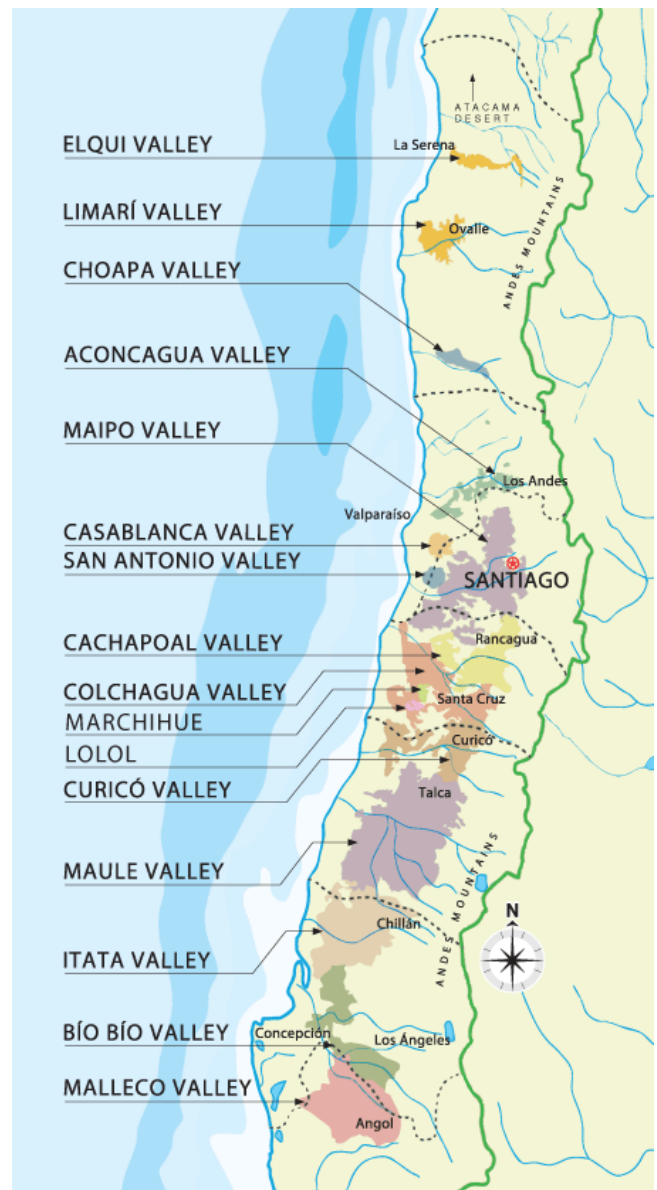 ATACAMA
DESERT
La Serena
ELQUI VALLEY
LIMARÍ VALLEY
Ovalle
ANDES MOUNTAINS
CHOAPA VALLEY
ACONCAGUA VALLEY
MAIPO VALLEY
Los Andes
Valparaíso
CASABLANCA VALLEY
SAN ANTONIO VALLEY
SANTIAGO
CACHAPOAL VALLEY
Rancagua
COLCHAGUA VALLEY
Santa Cruz
MARCHIHUE
LOLOL
Curicó
CURICÓ VALLEY
Talca
MAULE VALLEY
ANDES MOUNTAINS
N
Chillán
ITATA VALLEY
BÍO BÍO VALLEY
Concepción
Los Ángeles
MALLECO VALLEY
Angol